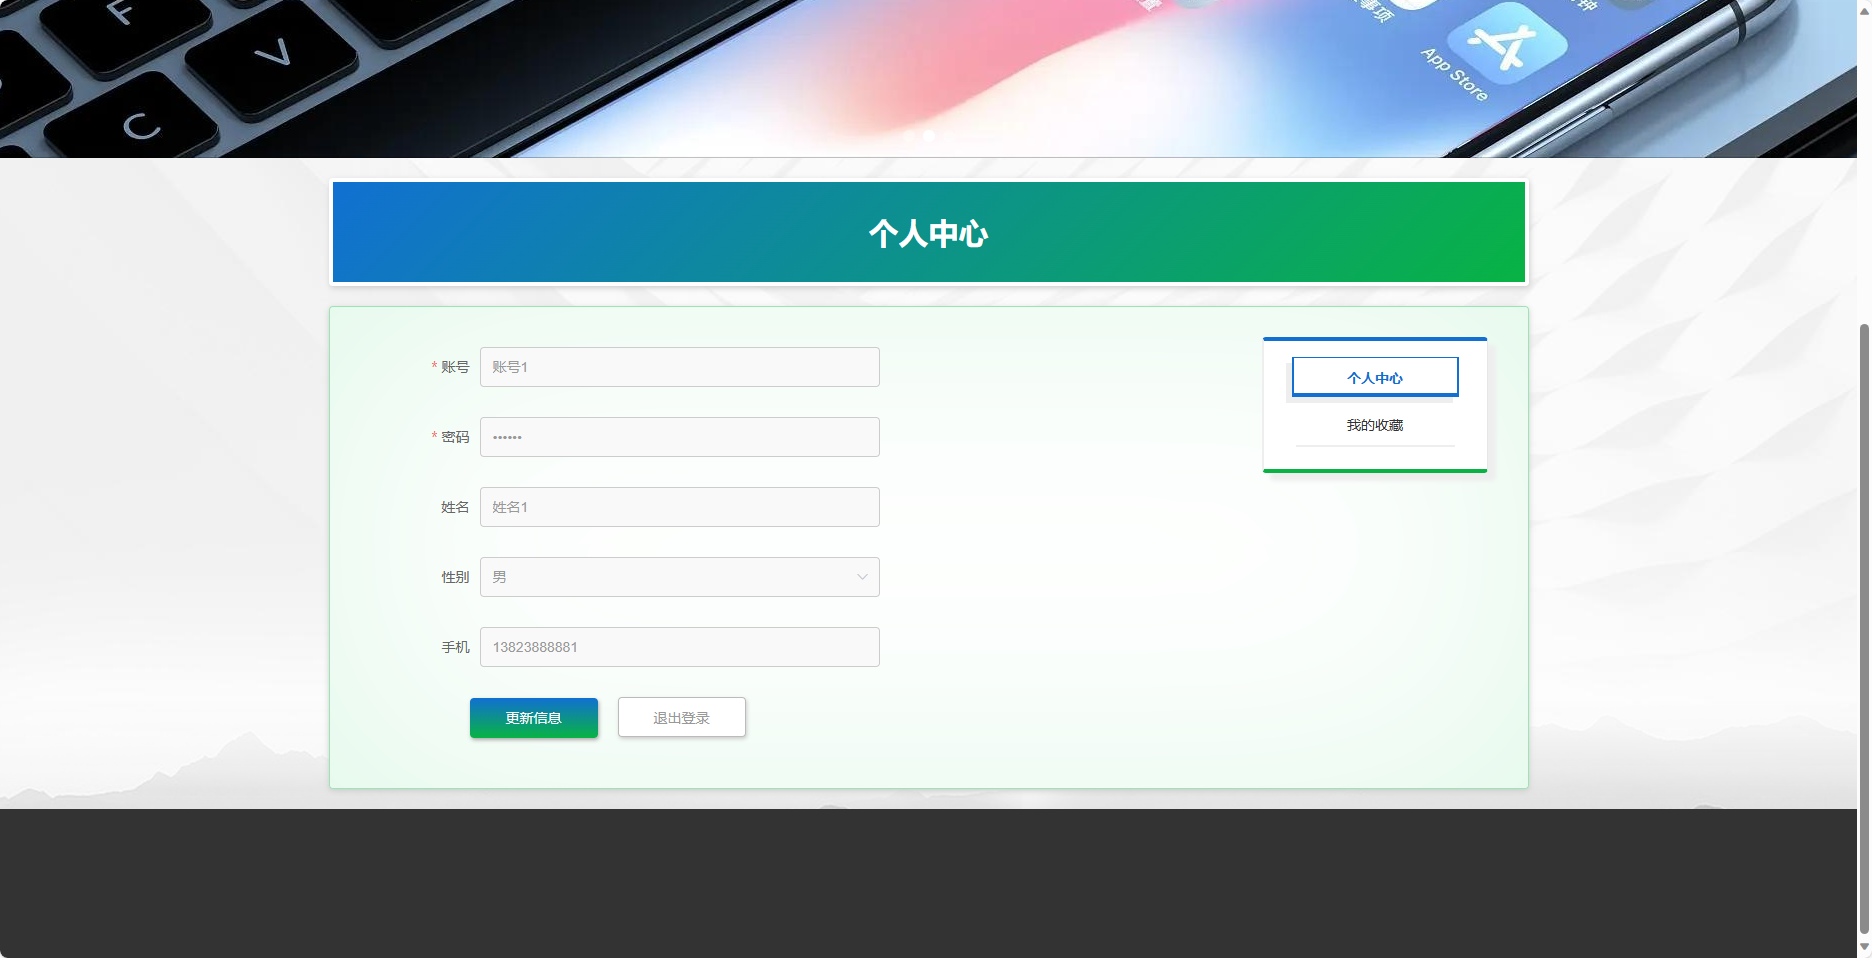 F
V
C
事项
App Store
个人中心
* 账号 账号1
* 密码 ••••••
姓名 姓名1
性别 男
手机 13823888881
更新信息 退出登录
个人中心
我的收藏